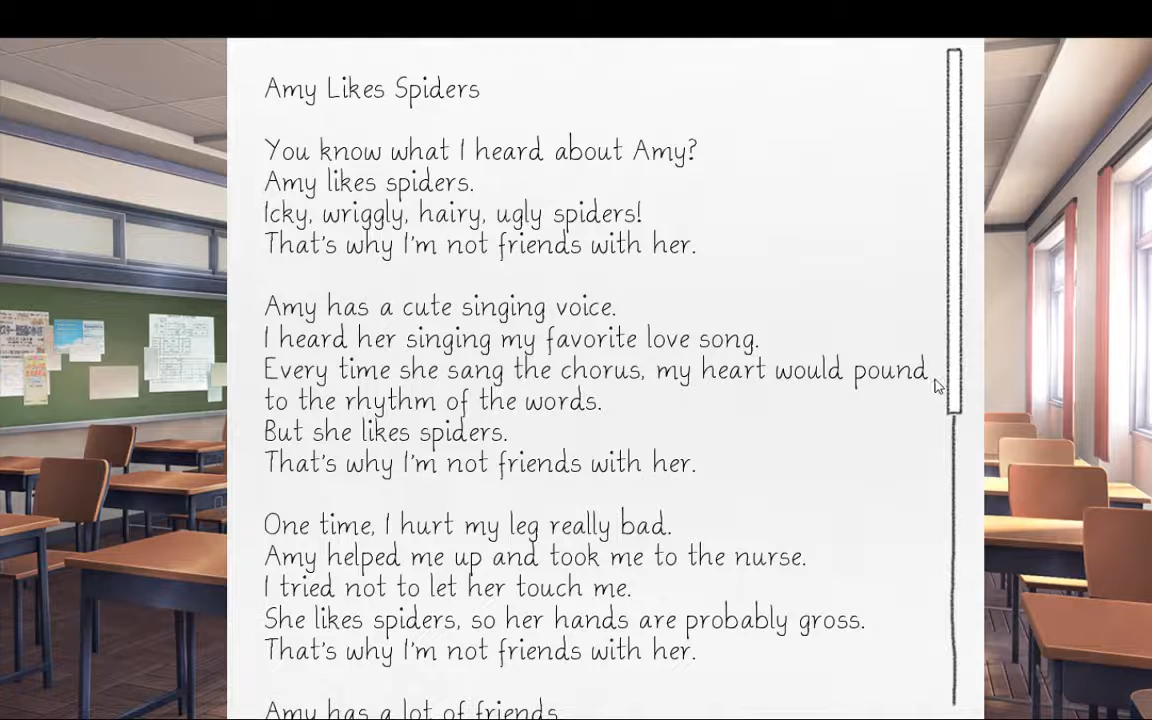 Amy Likes Spiders
You know what I heard about Amy?
Amy likes spiders.
Icky, wriggly, hairy, ugly spiders!
That's why I'm not friends with her.
Amy has a cute singing voice.
I heard her singing my favorite love song.
Every time she sang the chorus, my heart would pound
to the rhythm of the words.
But she likes spiders.
That's why I'm not friends with her.
One time, I hurt my leg really bad.
Amy helped me up and took me to the nurse.
I tried not to let her touch me.
She likes spiders, so her hands are probably gross.
That's why I'm not friends with her.
Amy has a lot of friends